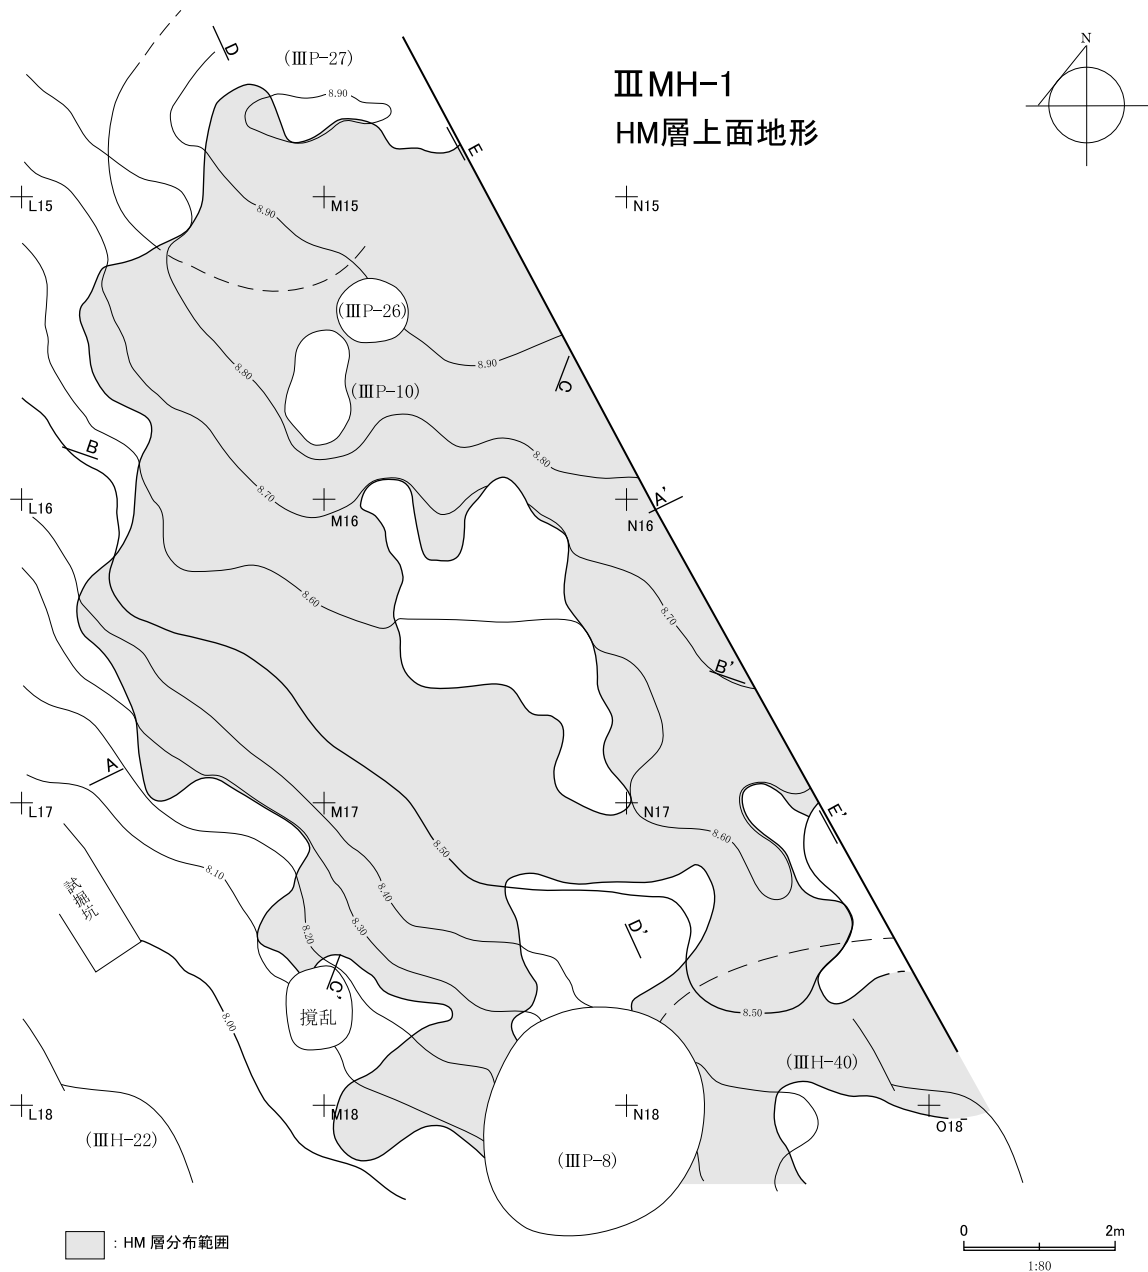 ⅢMH-1
HM層上面地形
N
D
(ⅢP-27)
8.90
E
L15
M15
N15
8.90
(ⅢP-26)
8.90
8.80
(ⅢP-10)
C
B
8.80
8.70
L16
M16
N16
A'
8.60
8.70
B'
A
L17
M17
N17
8.60
E'
8.50
8.10
8.40
試掘坑
8.30
8.20
D'
C'
撹乱
8.00
8.50
(ⅢH-40)
L18
M18
N18
O18
(ⅢH-22)
(ⅢP-8)
: HM 層分布範囲
0 2m
1:80